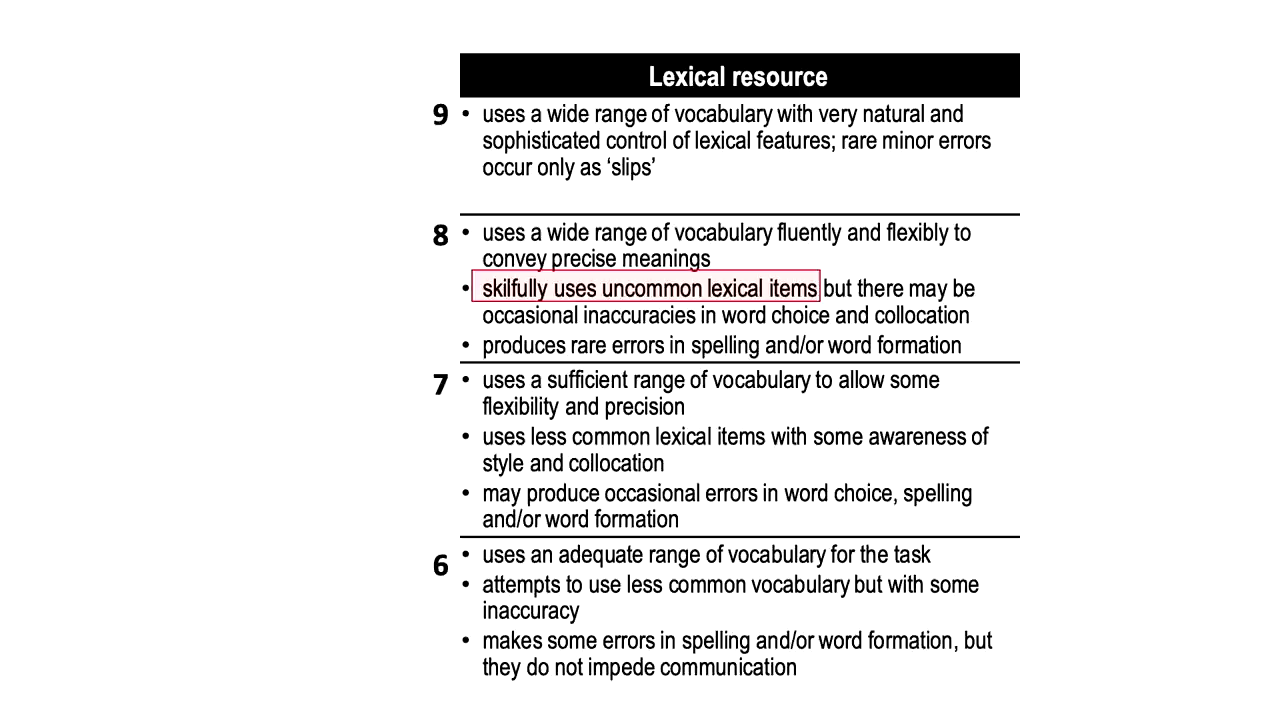 Lexical resource
9 • uses a wide range of vocabulary with very natural and
sophisticated control of lexical features; rare minor errors
occur only as ‘slips’
8 • uses a wide range of vocabulary fluently and flexibly to
convey precise meanings
• skilfully uses uncommon lexical items but there may be
occasional inaccuracies in word choice and collocation
• produces rare errors in spelling and/or word formation
7 • uses a sufficient range of vocabulary to allow some
flexibility and precision
• uses less common lexical items with some awareness of
style and collocation
• may produce occasional errors in word choice, spelling
and/or word formation
6 • uses an adequate range of vocabulary for the task
• attempts to use less common vocabulary but with some
inaccuracy
• makes some errors in spelling and/or word formation, but
they do not impede communication